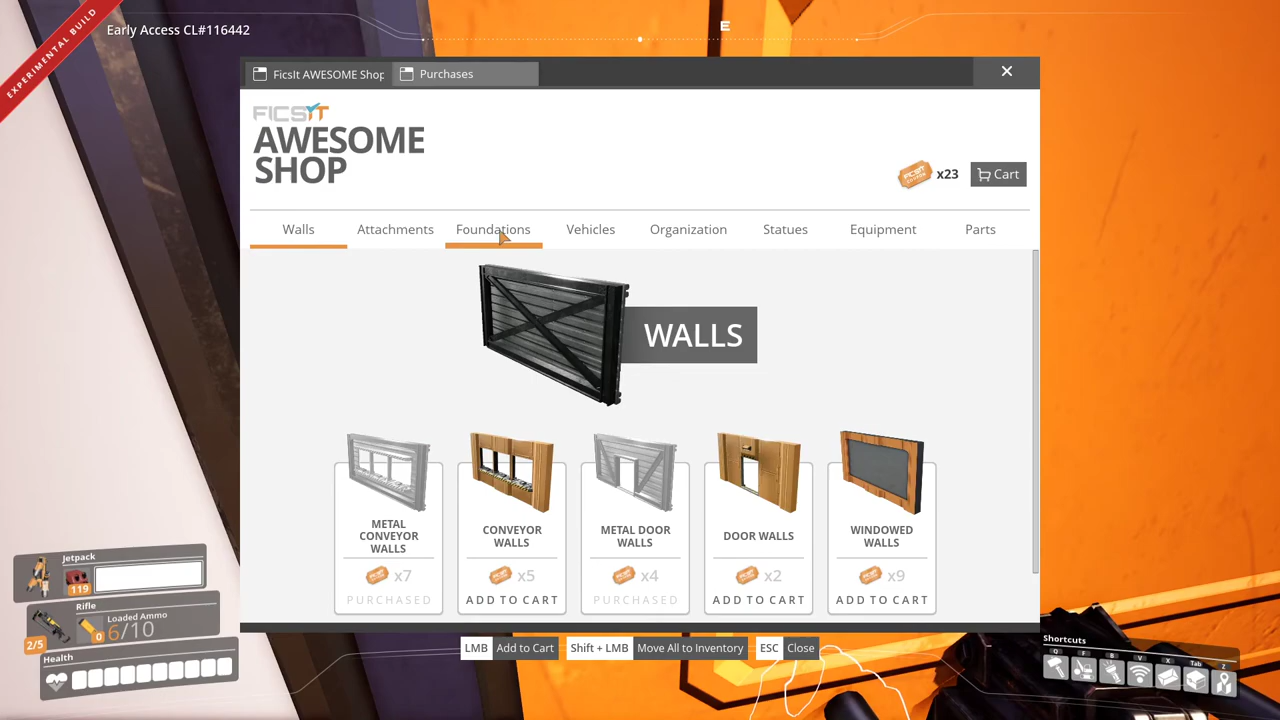 EXPERIMENTAL BUILD
Early Access CL#116442
E
FicsIt AWESOME Shop
Purchases
FICSIT
AWESOME
SHOP
x23
Cart
Walls
Attachments
Foundations
Vehicles
Organization
Statues
Equipment
Parts
WALLS
METAL
CONVEYOR
WALLS
x7
PURCHASED
CONVEYOR
WALLS
x5
ADD TO CART
METAL DOOR
WALLS
x4
PURCHASED
DOOR WALLS
x2
ADD TO CART
WINDOWED
WALLS
x9
ADD TO CART
Jetpack
119
Rifle
Loaded Ammo
0
6/10
2/5
Health
LMB Add to Cart
Shift + LMB Move All to Inventory
ESC Close
Shortcuts
Q F B V X Tab Z